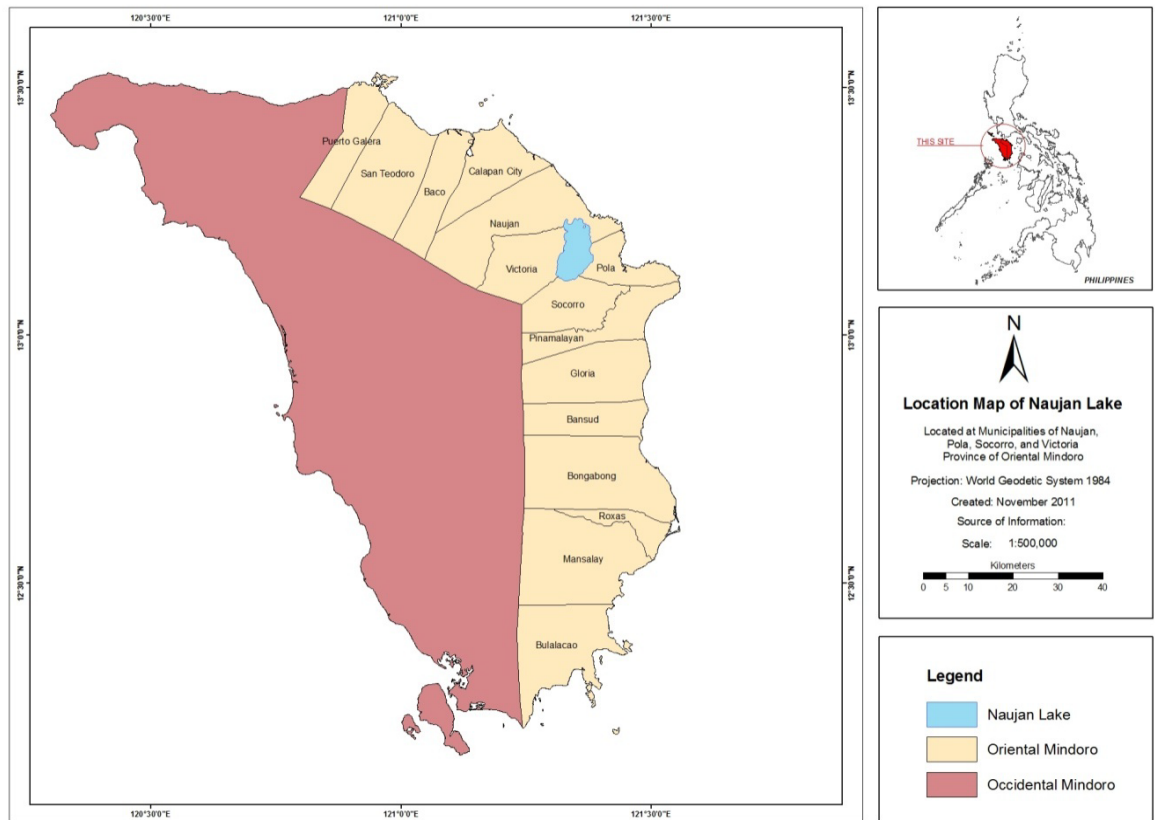 120°30'0"E
121°0'0"E
121°30'0"E
13°30'0"N
13°30'0"N
Puerto Galera
San Teodoro
Baco
Calapan City
Naujan
Victoria
Pola
Socorro
13°0'0"N
13°0'0"N
Pinamalayan
Gloria
Bansud
Bongabong
Roxas
Mansalay
12°30'0"N
12°30'0"N
Bulalacao
120°30'0"E
121°0'0"E
121°30'0"E
THIS SITE
PHILIPPINES
N
Location Map of Naujan Lake
Located at Municipalities of Naujan,
Pola, Socorro, and Victoria
Province of Oriental Mindoro
Projection: World Geodetic System 1984
Created: November 2011
Source of Information:
Scale: 1:500,000
Kilometers
0 5 10 20 30 40
Legend
Naujan Lake
Oriental Mindoro
Occidental Mindoro